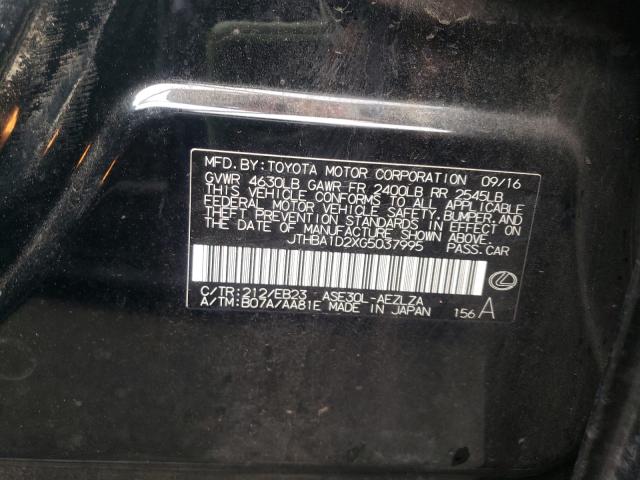 MFD. BY: TOYOTA MOTOR CORPORATION 09/16
GVWR 4630LB GAWR FR 2400LB RR 2545LB
THIS VEHICLE CONFORMS TO ALL APPLICABLE
FEDERAL MOTOR VEHICLE SAFETY, BUMPER, AND
THEFT PREVENTION STANDARDS IN EFFECT ON
THE DATE OF MANUFACTURE SHOWN ABOVE.
JTHBA1D2XG5037995 PASS. CAR
C/TR: 212/EB23 ASE30L-AEZLZA
A/TM: B07A/AA81E MADE IN JAPAN 156 A